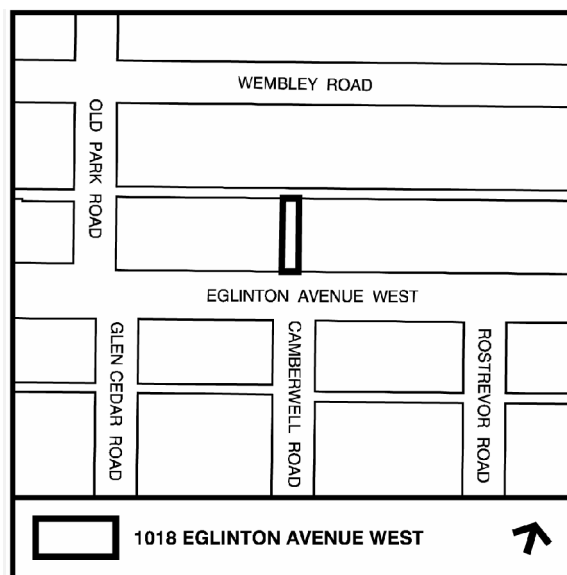 WEMBLEY ROAD
OLD PARK ROAD
EGLINTON AVENUE WEST
GLEN CEDAR ROAD
CAMBERWELL ROAD
ROSTREVOR ROAD
1018 EGLINTON AVENUE WEST